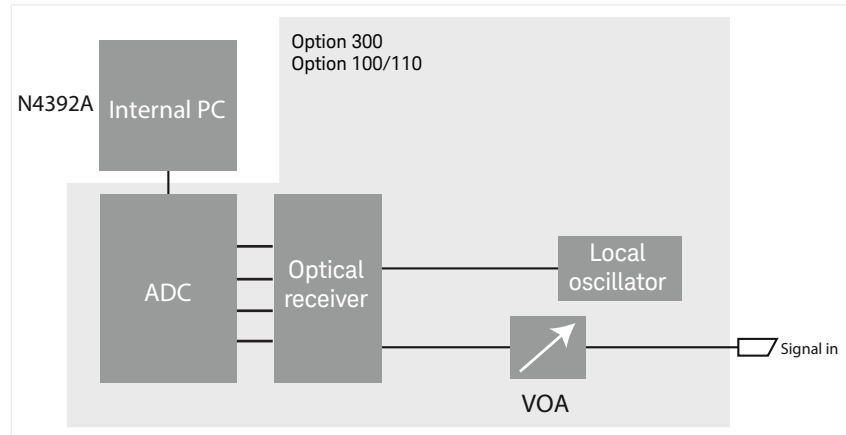 Option 300
Option 100/110
N4392A
Internal PC
ADC
Optical
receiver
Local
oscillator
VOA
Signal in